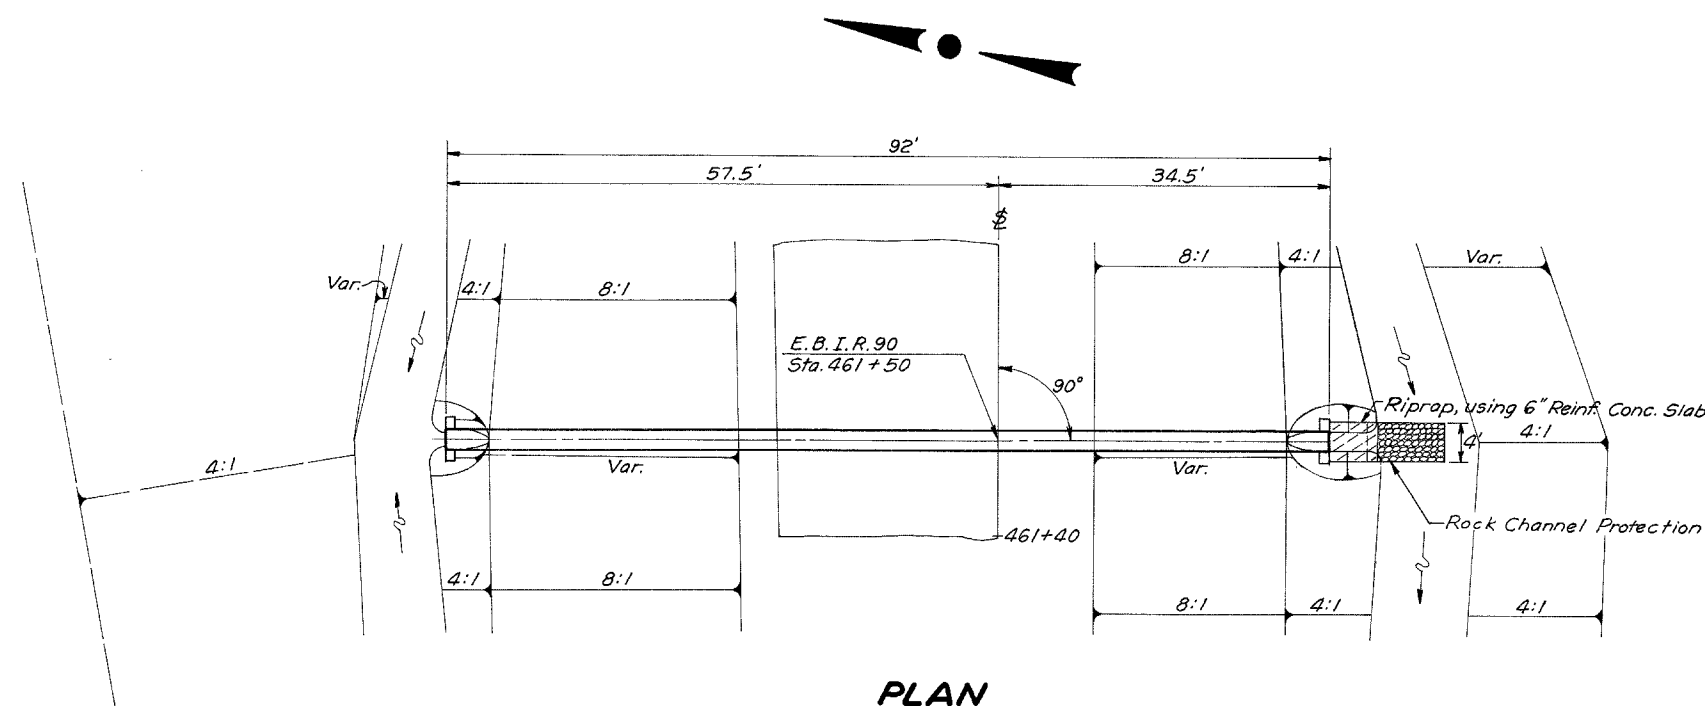 92'
57.5'
34.5'
℄
Var.
4:1
8:1
8:1
4:1
Var.
E.B.I.R.90
Sta. 461 + 50
90°
Riprap, using 6" Reinf. Conc. Slab
4:1
Var.
Var.
4'
4:1
Rock Channel Protection
461+40
4:1
8:1
8:1
4:1
4:1
PLAN